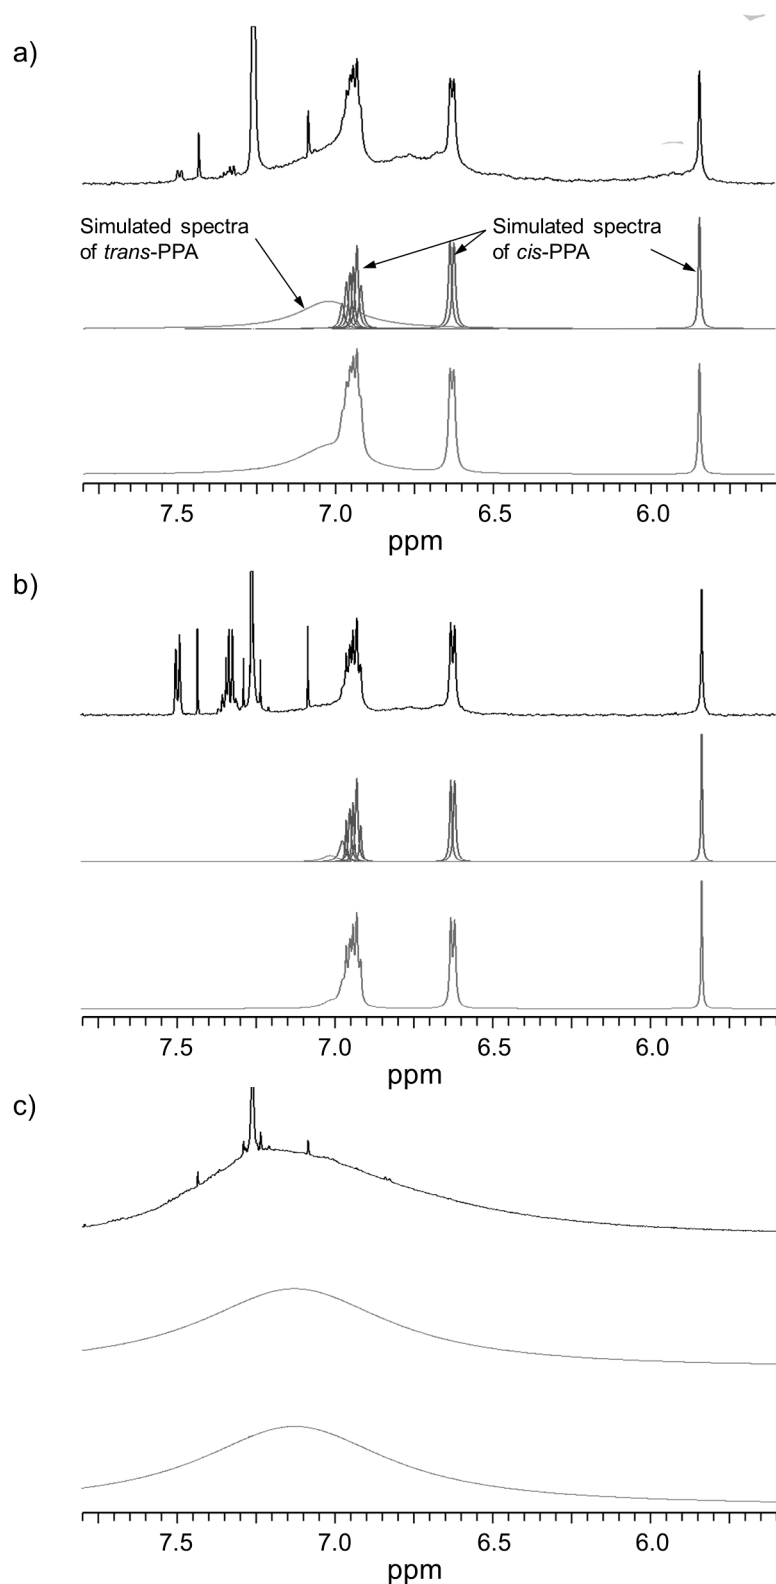 a)
Simulated spectra
of trans-PPA
Simulated spectra
of cis-PPA
7.5 7.0 6.5 6.0
ppm
b)
7.5 7.0 6.5 6.0
ppm
c)
7.5 7.0 6.5 6.0
ppm